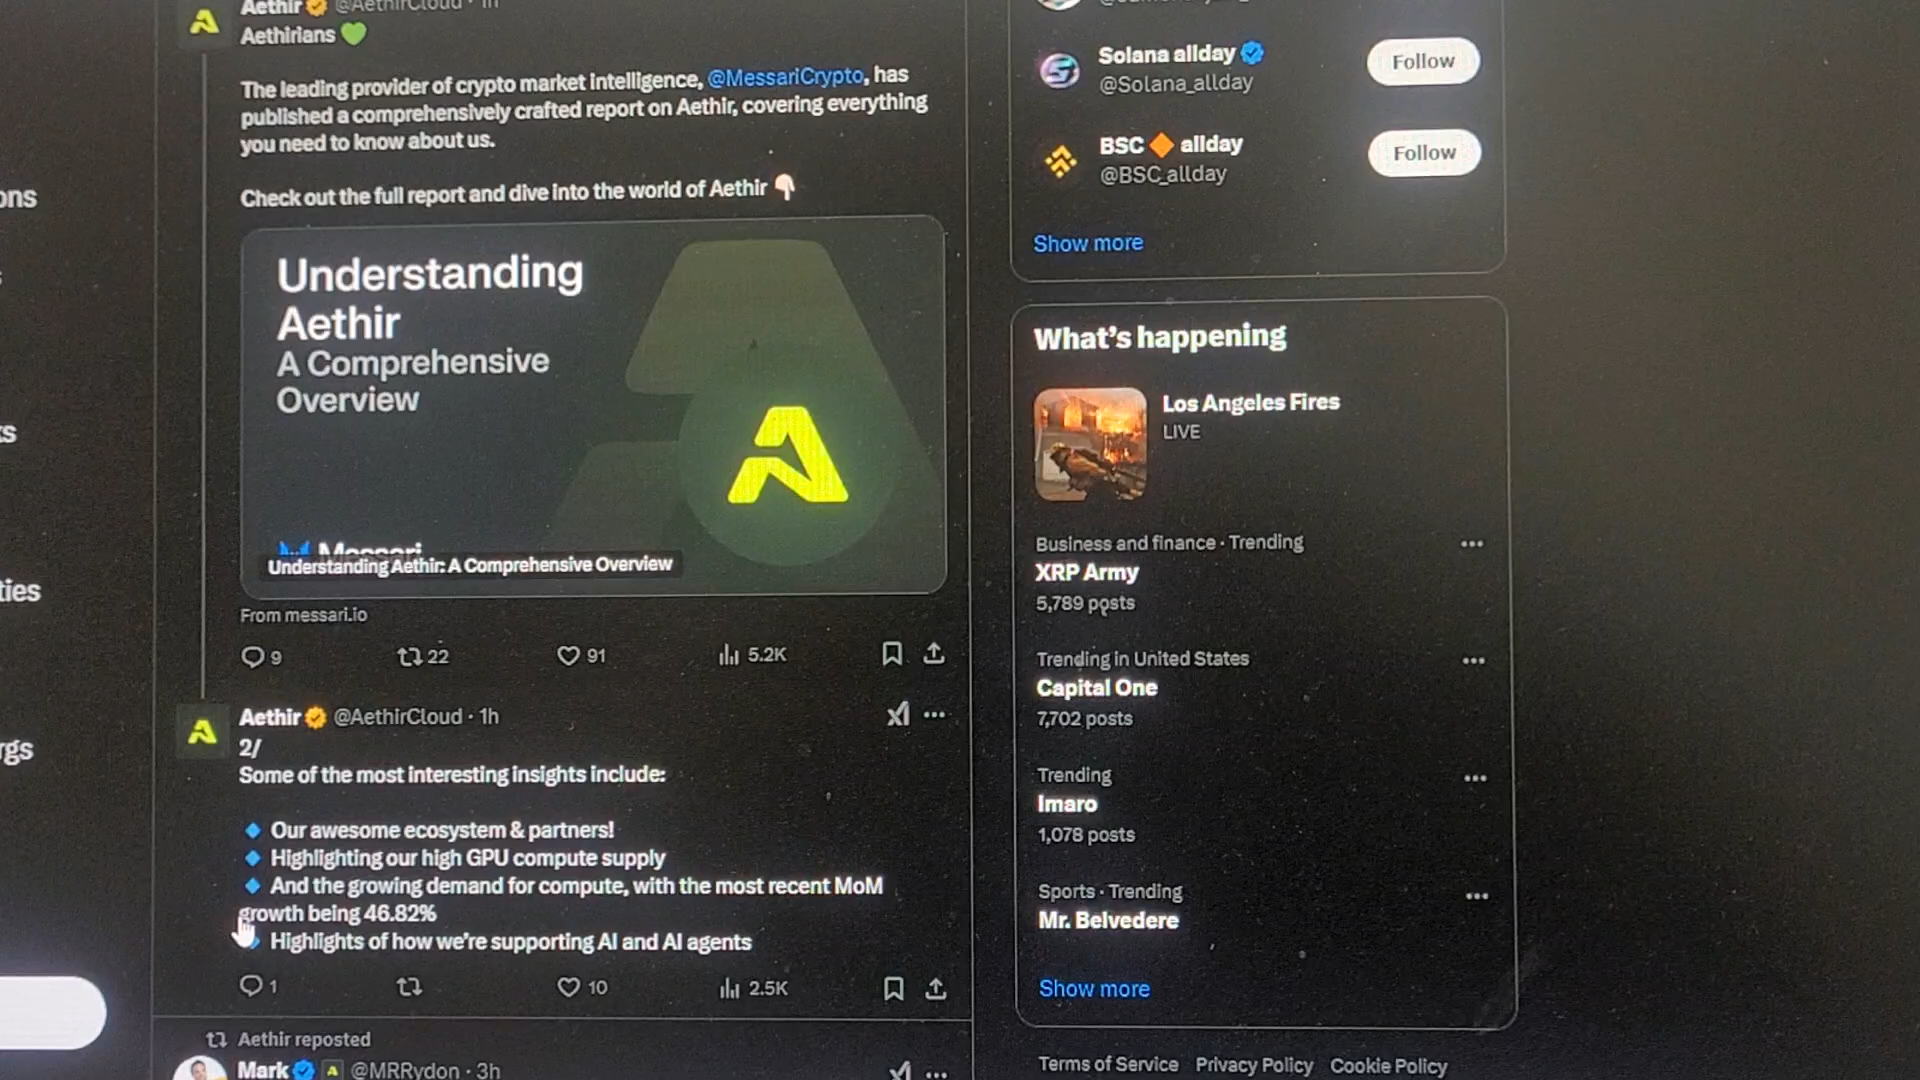 Aethir @AethirCloud · 1h
Aethirians 💚
The leading provider of crypto market intelligence, @MessariCrypto, has
published a comprehensively crafted report on Aethir, covering everything
you need to know about us.
Check out the full report and dive into the world of Aethir 👇
Understanding
Aethir
A Comprehensive
Overview
Messari
Understanding Aethir: A Comprehensive Overview
From messari.io
9 22 91 5.2K
Aethir @AethirCloud · 1h
2/
Some of the most interesting insights include:
🔹 Our awesome ecosystem & partners!
🔹 Highlighting our high GPU compute supply
🔹 And the growing demand for compute, with the most recent MoM
growth being 46.82%
🔹 Highlights of how we're supporting AI and AI agents
1 10 2.5K
Aethir reposted
Mark @MRRydon · 3h
ons
ks
ties
rgs
Solana allday
@Solana_allday
Follow
BSC 🔶 allday
@BSC_allday
Follow
Show more
What's happening
Los Angeles Fires
LIVE
Business and finance · Trending
XRP Army
5,789 posts
Trending in United States
Capital One
7,702 posts
Trending
Imaro
1,078 posts
Sports · Trending
Mr. Belvedere
Show more
Terms of Service Privacy Policy Cookie Policy